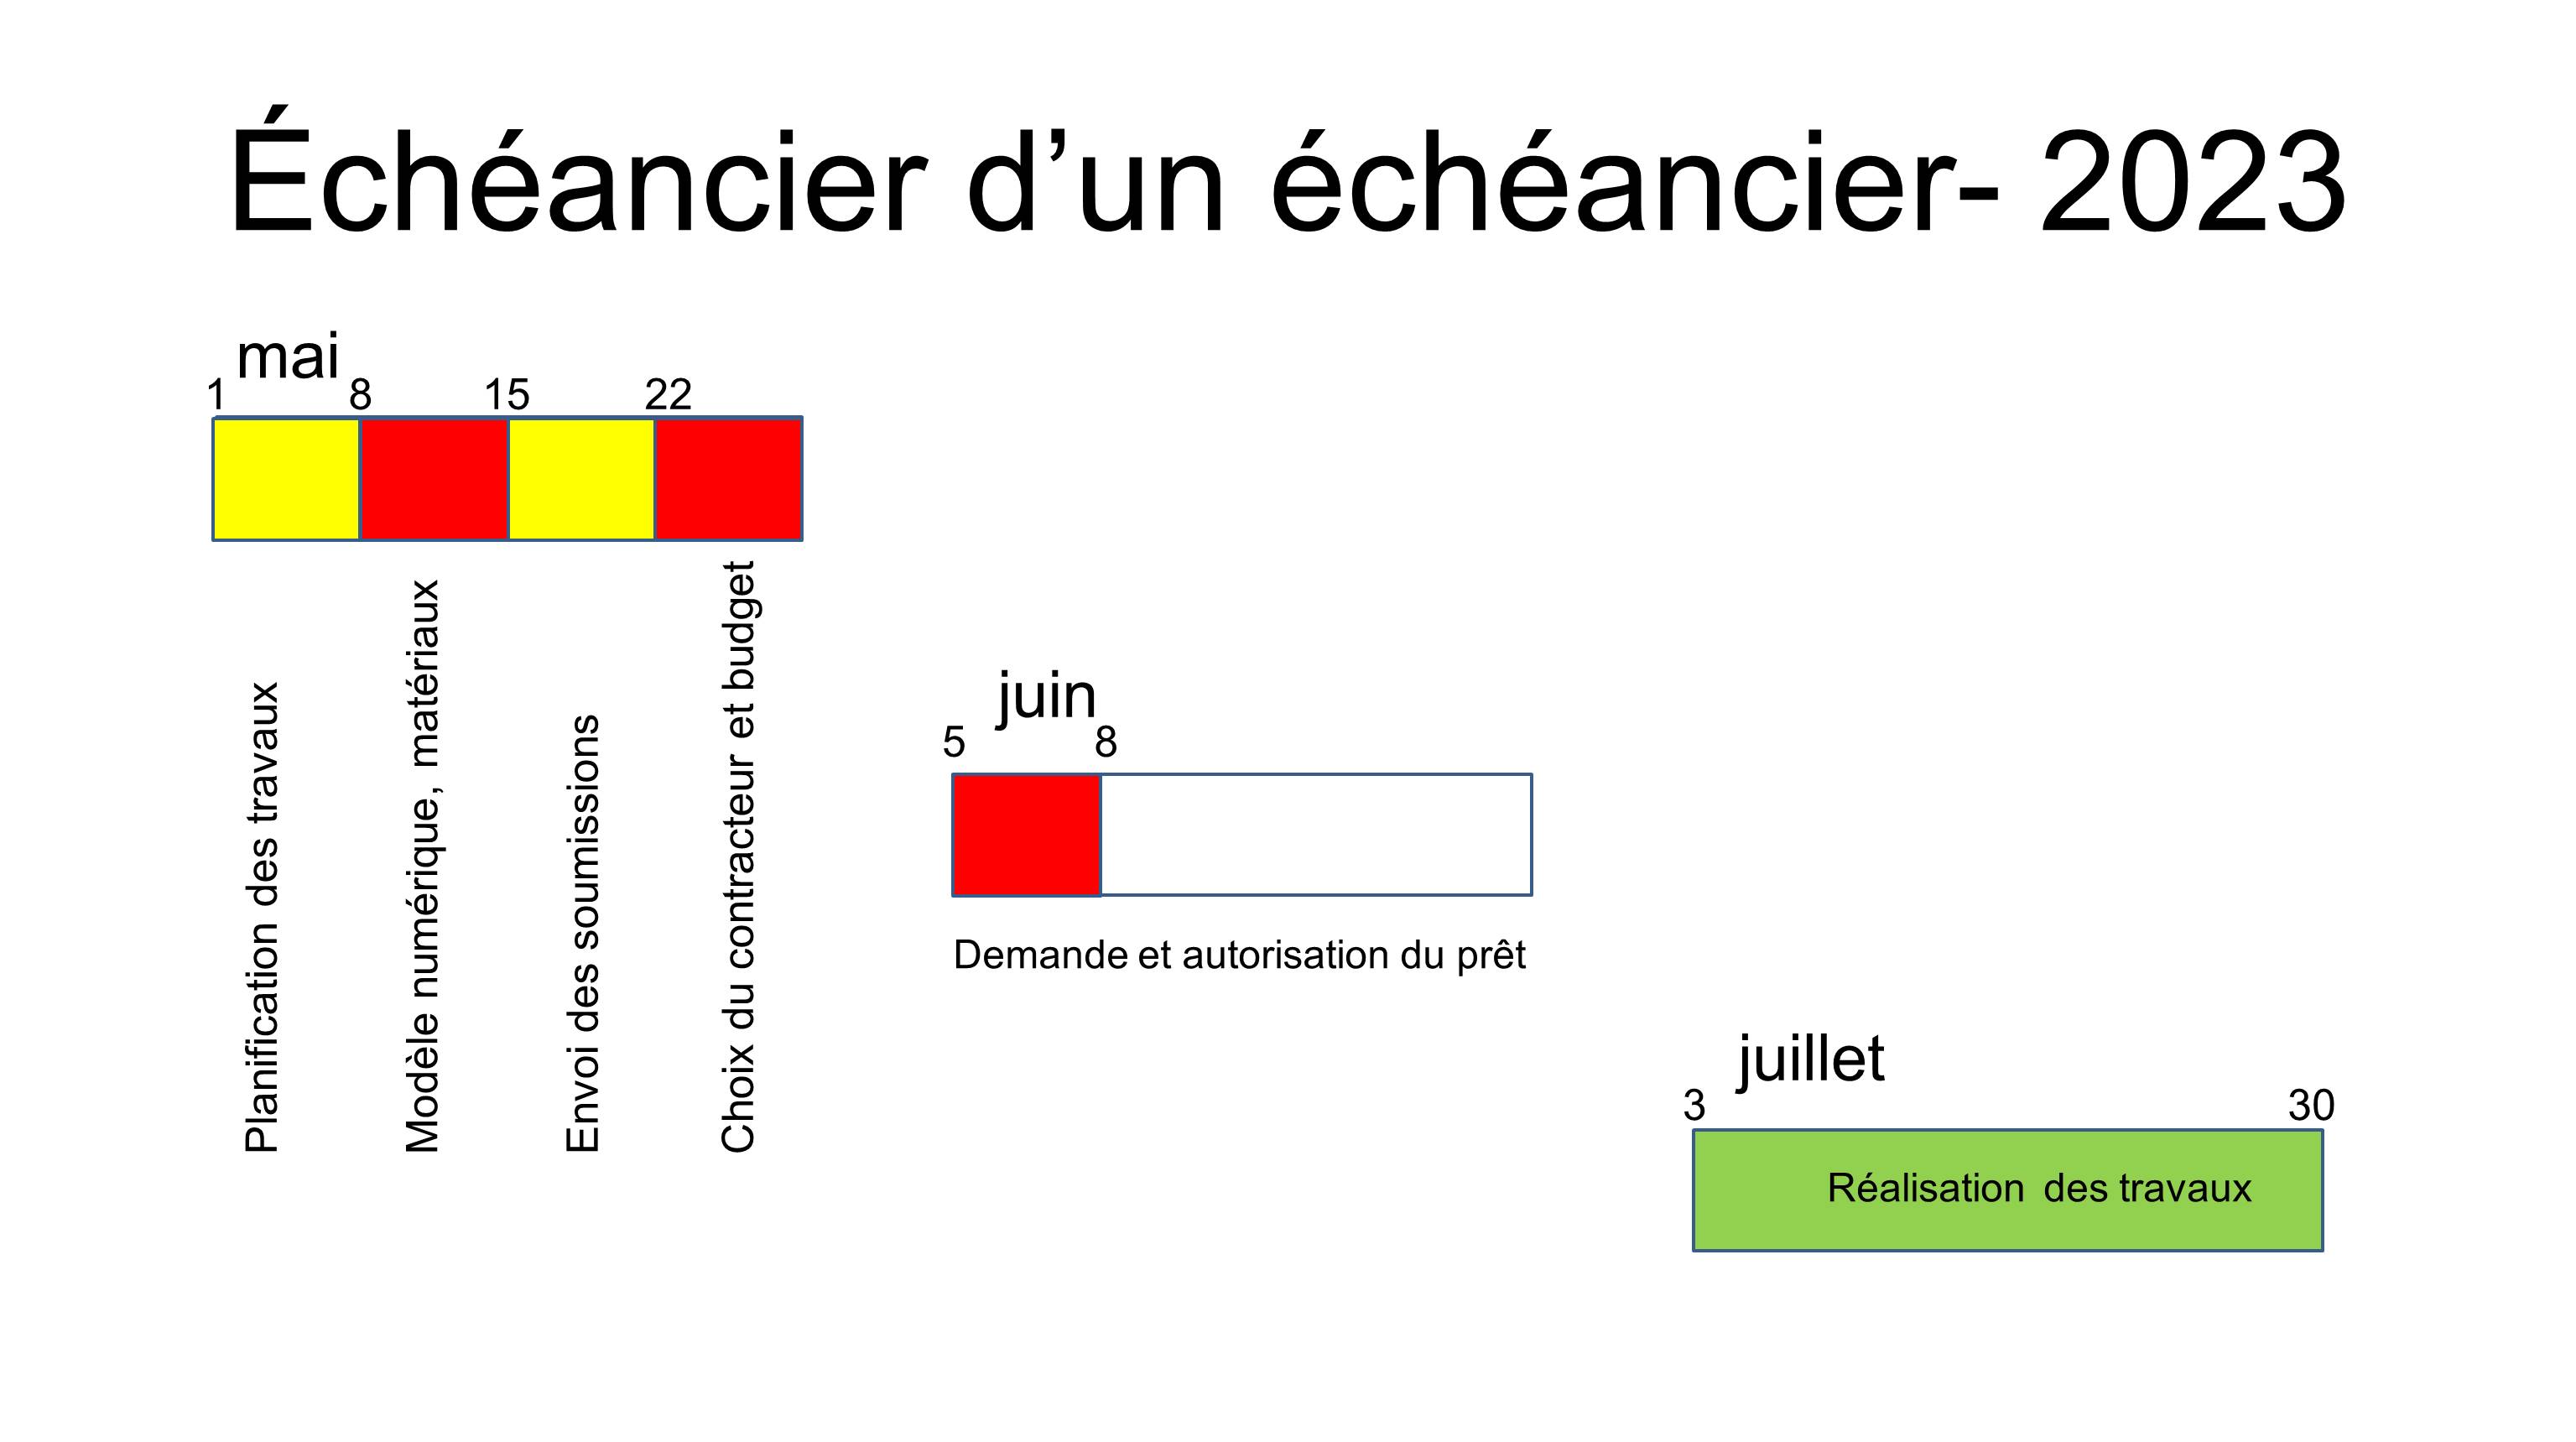 Échéancier d’un échéancier- 2023
mai
1 8 15 22
Planification des travaux
Modèle numérique, matériaux
Envoi des soumissions
Choix du contracteur et budget
juin
5 8
Demande et autorisation du prêt
juillet
3 30
Réalisation des travaux